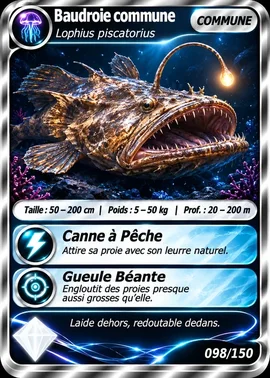 Baudroie commune
COMMUNE
Lophius piscatorius
Taille : 50 – 200 cm | Poids : 5 – 50 kg | Prof. : 20 – 200 m
Canne à Pêche
Attire sa proie avec son leurre naturel.
Gueule Béante
Engloutit des proies presque
aussi grosses qu'elle.
Laide dehors, redoutable dedans.
098/150